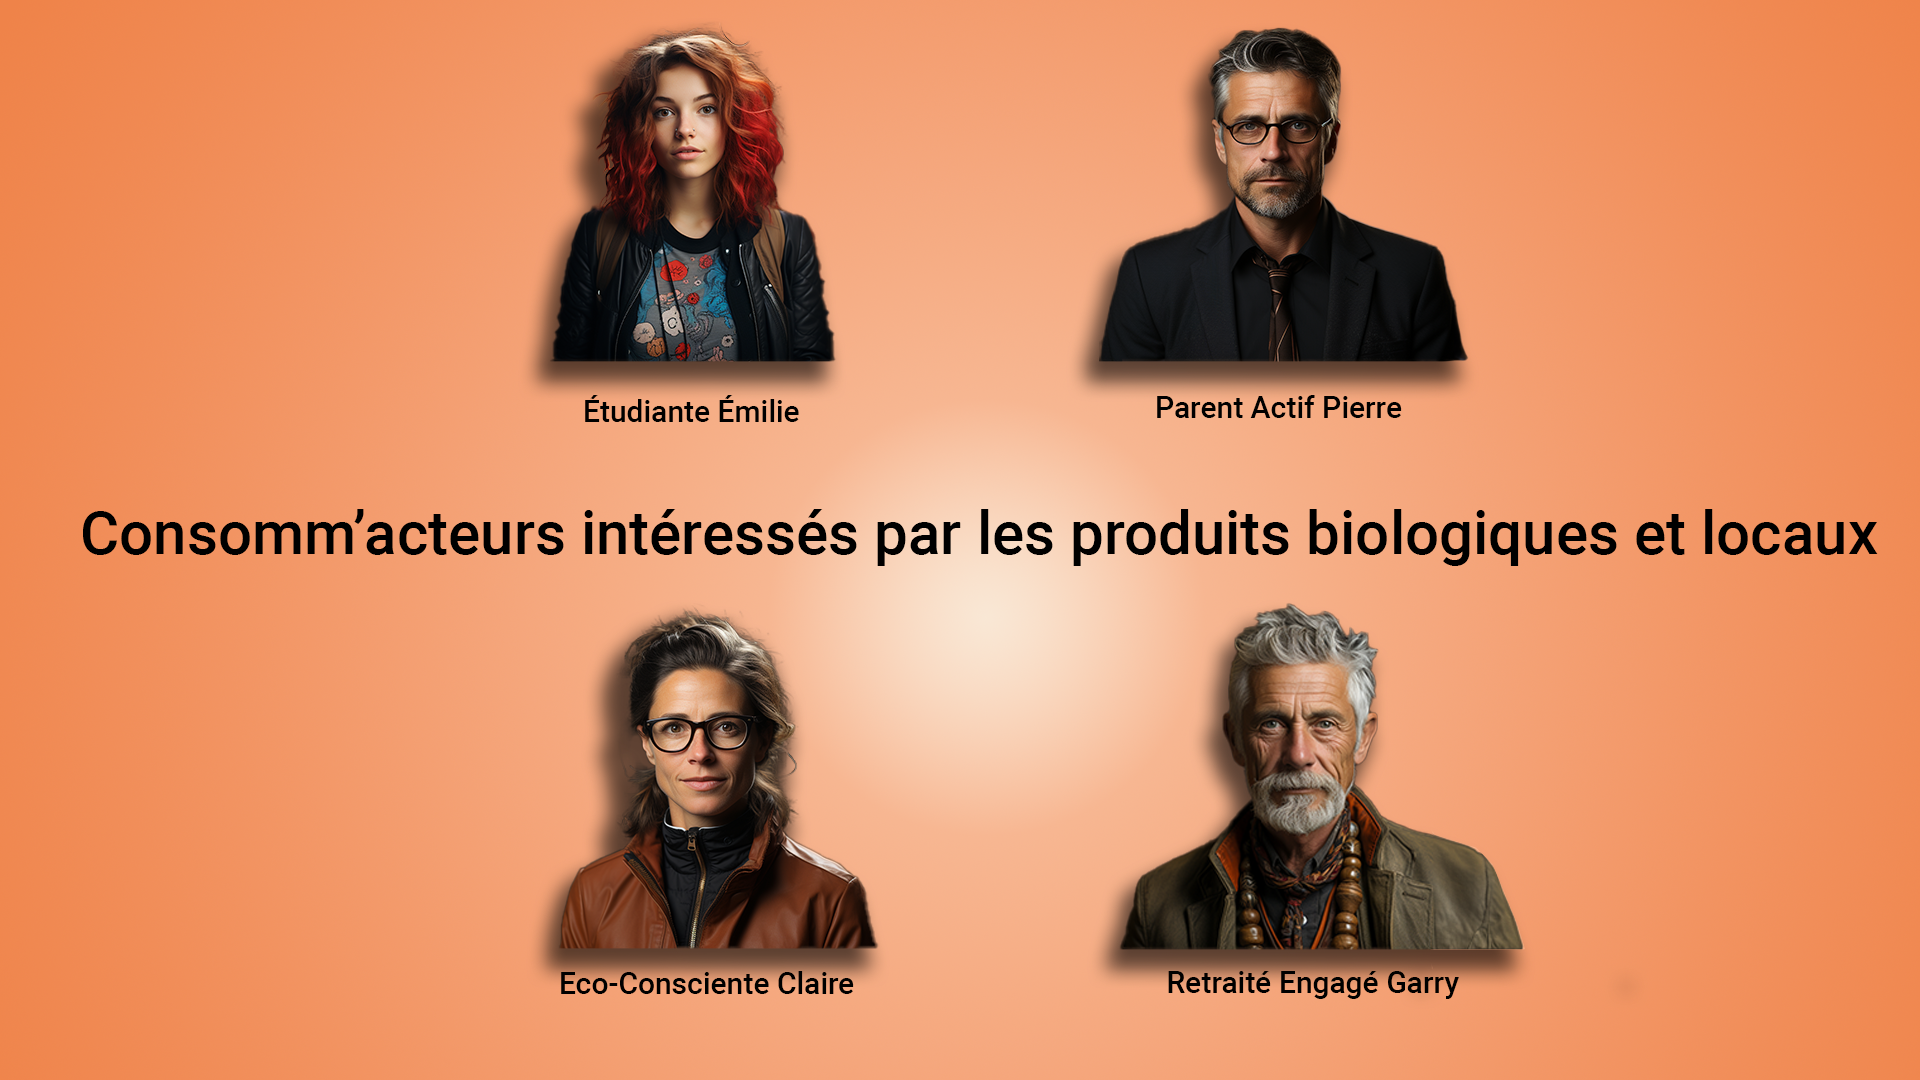 Étudiante Émilie
Parent Actif Pierre
Consomm’acteurs intéressés par les produits biologiques et locaux
Eco-Consciente Claire
Retraité Engagé Garry